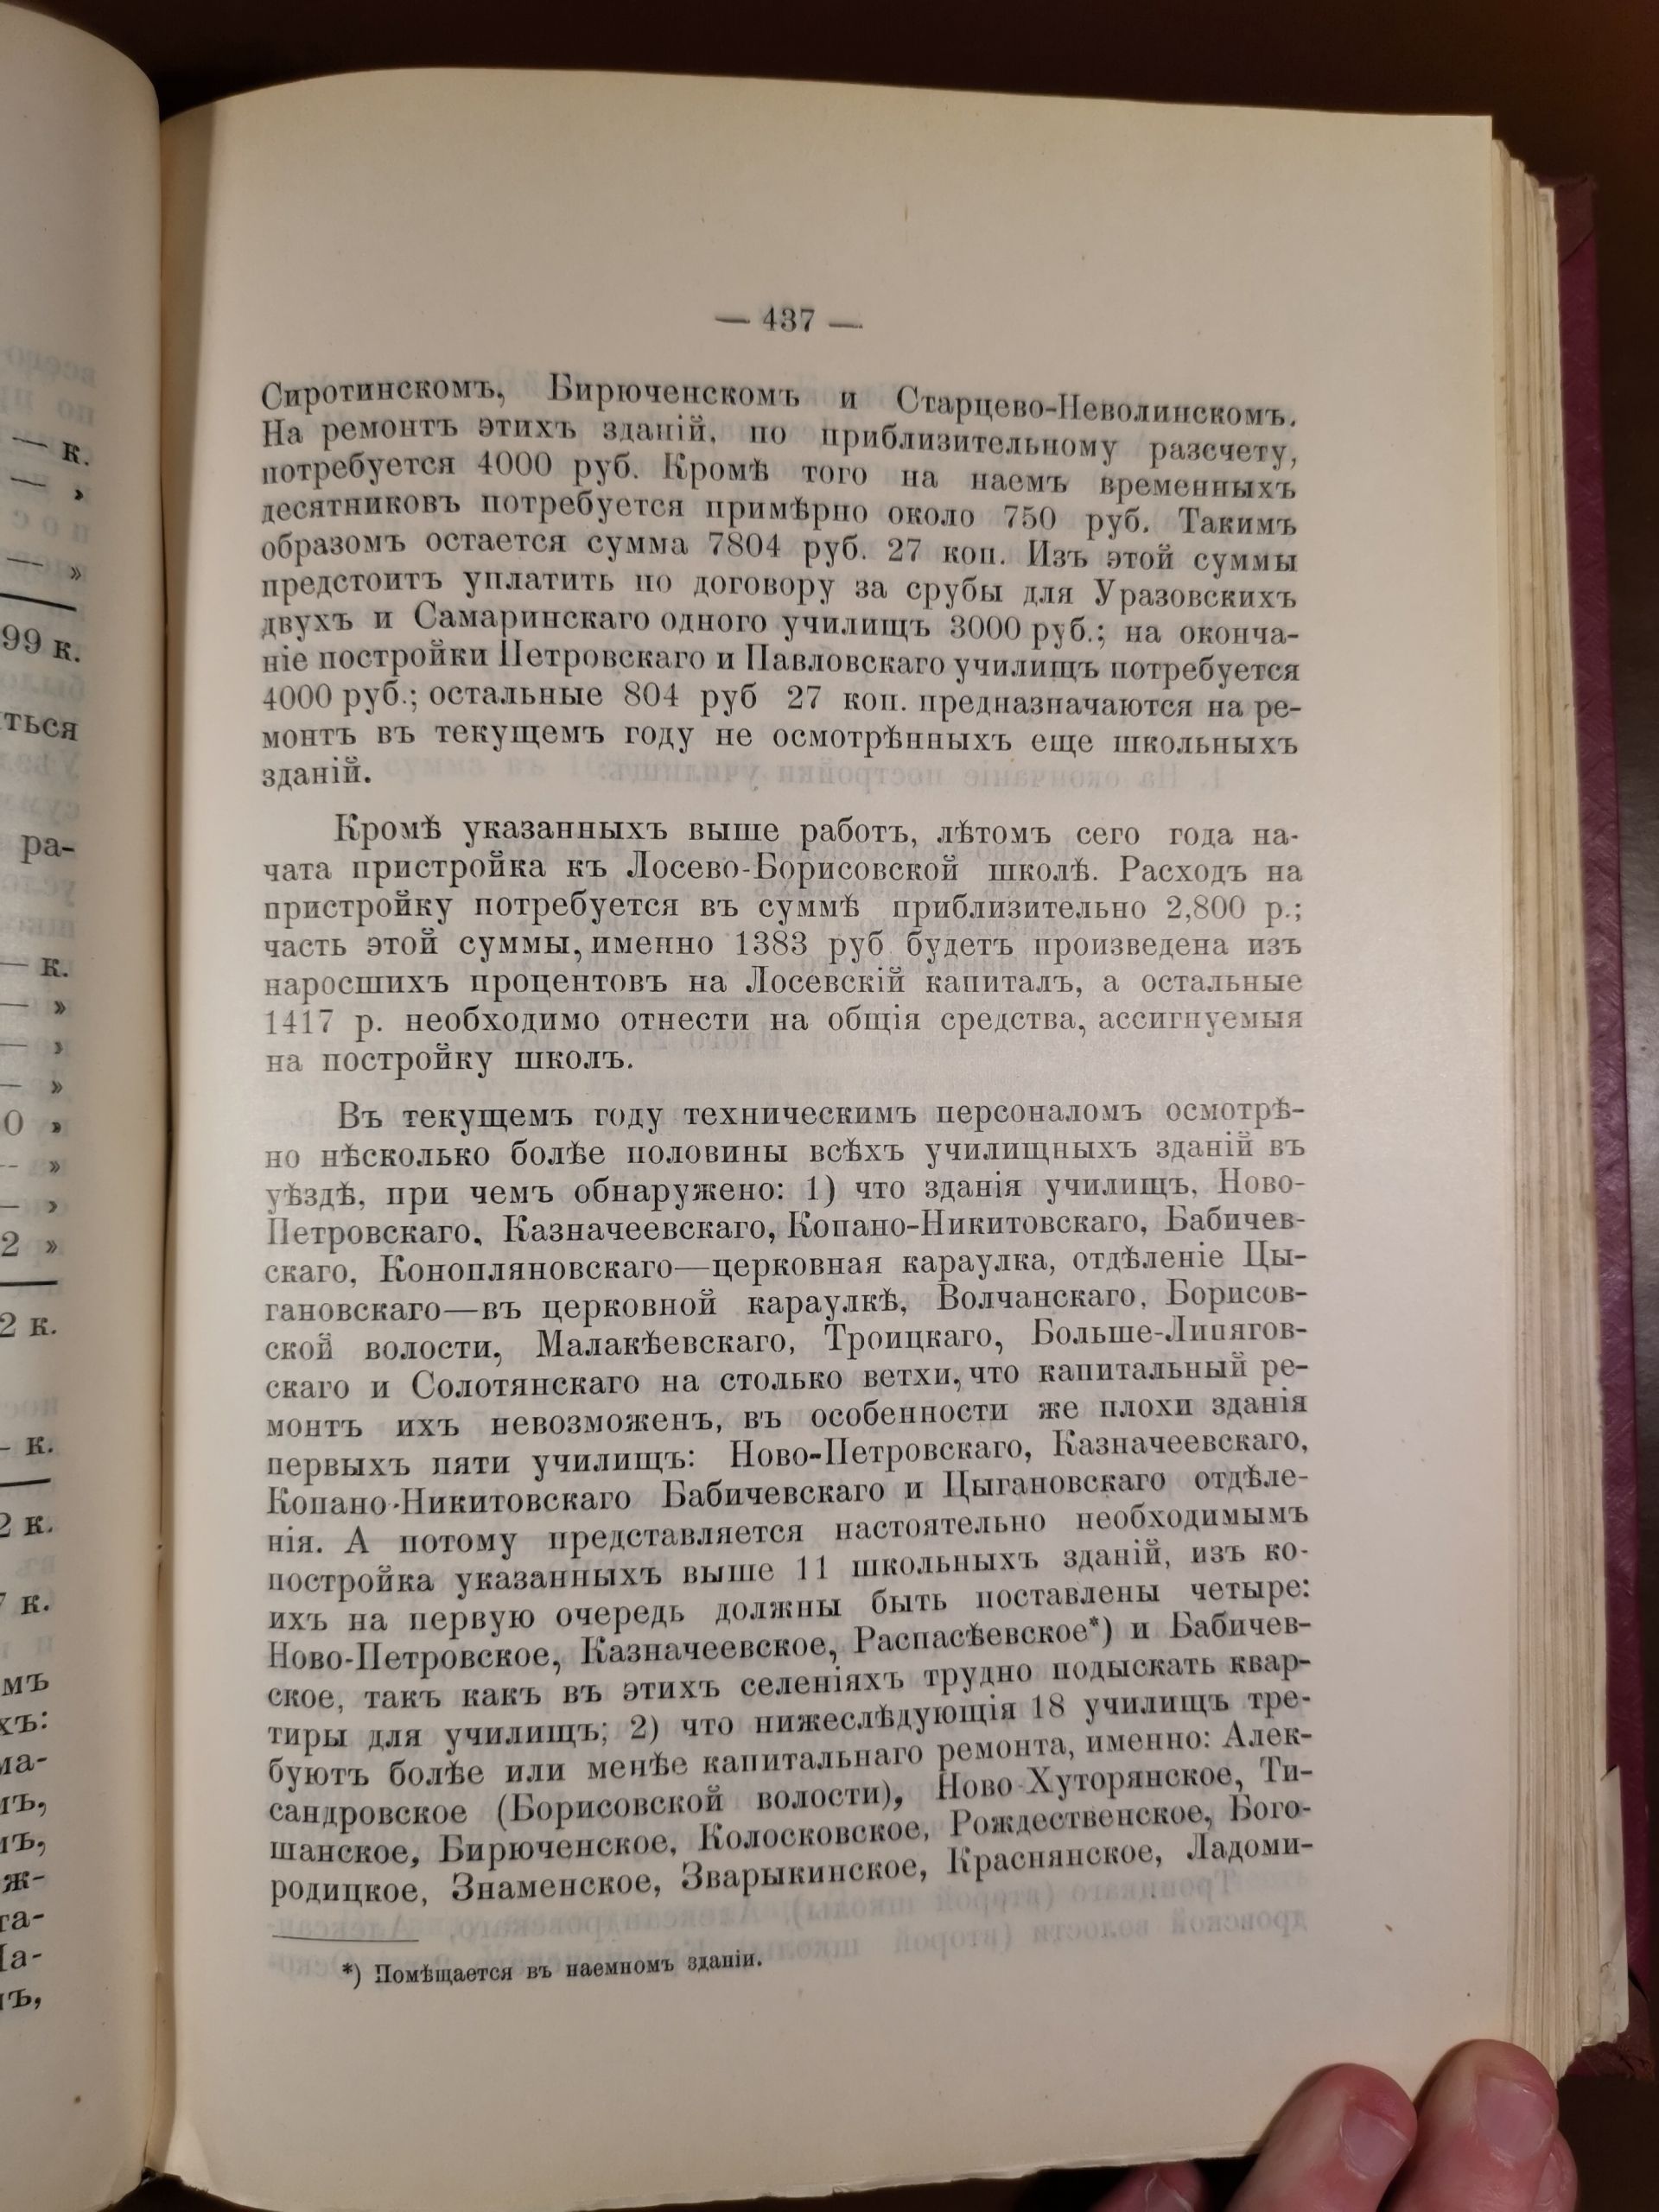 — 437 —
Сиротинскомъ, Бирюченскомъ и Старцево-Неволинскомъ.
На ремонтъ этихъ зданій, по приблизительному разсчету,
потребуется 4000 руб. Кромѣ того на наемъ временныхъ
десятниковъ потребуется примѣрно около 750 руб. Такимъ
образомъ остается сумма 7804 руб. 27 коп. Изъ этой суммы
предстоитъ уплатить по договору за срубы для Уразовскихъ
двухъ и Самаринскаго одного училищъ 3000 руб.; на оконча-
ніе постройки Петровскаго и Павловскаго училищъ потребуется
4000 руб.; остальные 804 руб 27 коп. предназначаются на ре-
монтъ въ текущемъ году не осмотрѣнныхъ еще школьныхъ
зданій.
Кромѣ указанныхъ выше работъ, лѣтомъ сего года на-
чата пристройка къ Лосево-Борисовской школѣ. Расходъ на
пристройку потребуется въ суммѣ приблизительно 2,800 р.;
часть этой суммы, именно 1383 руб будетъ произведена изъ
наросшихъ процентовъ на Лосевскій капиталъ, а остальные
1417 р. необходимо отнести на общія средства, ассигнуемыя
на постройку школъ.
Въ текущемъ году техническимъ персоналомъ осмотрѣ-
но нѣсколько болѣе половины всѣхъ училищныхъ зданій въ
уѣздѣ, при чемъ обнаружено: 1) что зданія училищъ, Ново-
Петровскаго, Казначеевскаго, Копано-Никитовскаго, Бабичев-
скаго, Конопляновскаго—церковная караулка, отдѣленіе Цы-
гановскаго—въ церковной караулкѣ, Волчанскаго, Борисов-
ской волости, Малакѣевскаго, Троицкаго, Больше-Липягов-
скаго и Солотянскаго на столько ветхи, что капитальный ре-
монтъ ихъ невозможенъ, въ особенности же плохи зданія
первыхъ пяти училищъ: Ново-Петровскаго, Казначеевскаго,
Копано-Никитовскаго Бабичевскаго и Цыгановскаго отдѣле-
нія. А потому представляется настоятельно необходимымъ
постройка указанныхъ выше 11 школьныхъ зданій, изъ ко-
ихъ на первую очередь должны быть поставлены четыре:
Ново-Петровское, Казначеевское, Распасѣевское*) и Бабичев-
ское, такъ какъ въ этихъ селеніяхъ трудно подыскать квар-
тиры для училищъ; 2) что нижеслѣдующія 18 училищъ тре-
буютъ болѣе или менѣе капитальнаго ремонта, именно: Алек-
сандровское (Борисовской волости), Ново-Хуторянское, Ти-
шанское, Бирюченское, Колосковское, Рождественское, Бого-
родицкое, Знаменское, Зварыкинское, Краснянское, Ладоми-
*) Помѣщается въ наемномъ зданіи.